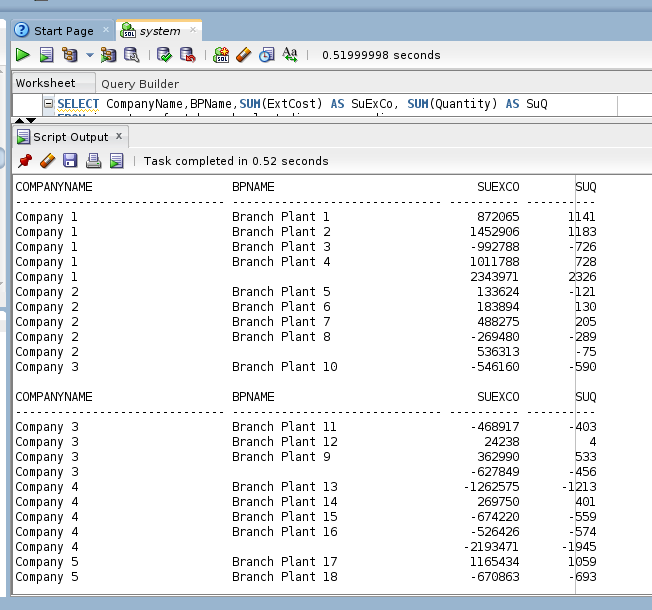 Start Page system
0.51999998 seconds
Worksheet Query Builder
SELECT CompanyName,BPName,SUM(ExtCost) AS SuExCo, SUM(Quantity) AS SuQ
Script Output x
Task completed in 0.52 seconds
COMPANYNAME BPNAME SUEXCO SUQ
------------------------------ ------------------------------ ---------- ----------
Company 1 Branch Plant 1 872065 1141
Company 1 Branch Plant 2 1452906 1183
Company 1 Branch Plant 3 -992788 -726
Company 1 Branch Plant 4 1011788 728
Company 1 2343971 2326
Company 2 Branch Plant 5 133624 -121
Company 2 Branch Plant 6 183894 130
Company 2 Branch Plant 7 488275 205
Company 2 Branch Plant 8 -269480 -289
Company 2 536313 -75
Company 3 Branch Plant 10 -546160 -590
COMPANYNAME BPNAME SUEXCO SUQ
------------------------------ ------------------------------ ---------- ----------
Company 3 Branch Plant 11 -468917 -403
Company 3 Branch Plant 12 24238 4
Company 3 Branch Plant 9 362990 533
Company 3 -627849 -456
Company 4 Branch Plant 13 -1262575 -1213
Company 4 Branch Plant 14 269750 401
Company 4 Branch Plant 15 -674220 -559
Company 4 Branch Plant 16 -526426 -574
Company 4 -2193471 -1945
Company 5 Branch Plant 17 1165434 1059
Company 5 Branch Plant 18 -670863 -693